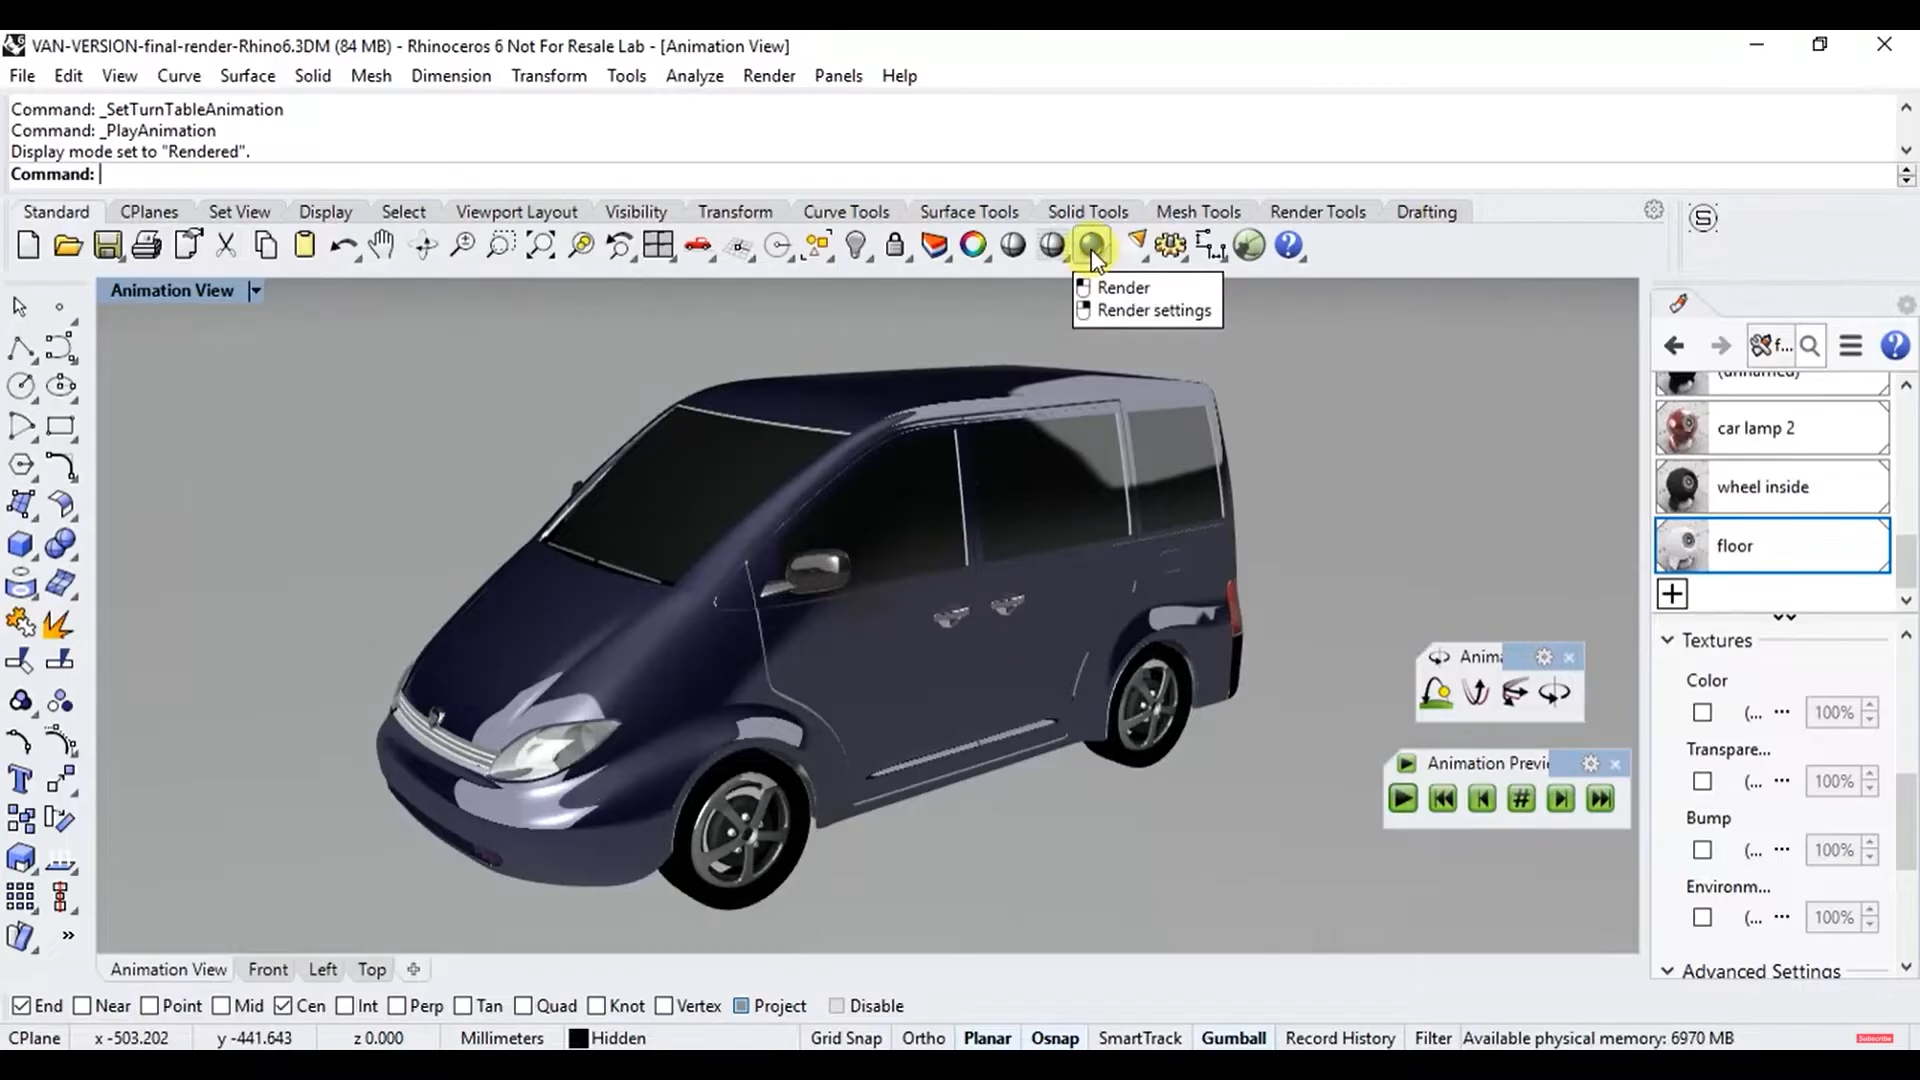 VAN-VERSION-final-render-Rhino6.3DM (84 MB) - Rhinoceros 6 Not For Resale Lab - [Animation View]
File Edit View Curve Surface Solid Mesh Dimension Transform Tools Analyze Render Panels Help
Command: _SetTurnTableAnimation
Command: _PlayAnimation
Display mode set to "Rendered".
Command:
Standard CPlanes Set View Display Select Viewport Layout Visibility Transform Curve Tools Surface Tools Solid Tools Mesh Tools Render Tools Drafting
Animation View
Render
Render settings
f...
(unnamed)
car lamp 2
wheel inside
floor
Textures
Color
(... ••• 100%
Transpare...
(... ••• 100%
Bump
(... ••• 100%
Environm...
(... ••• 100%
Advanced Settings
Anima
Animation Previ
Animation View Front Left Top
End Near Point Mid Cen Int Perp Tan Quad Knot Vertex Project Disable
CPlane x -503.202 y -441.643 z 0.000 Millimeters Hidden Grid Snap Ortho Planar Osnap SmartTrack Gumball Record History Filter Available physical memory: 6970 MB
Subscribe